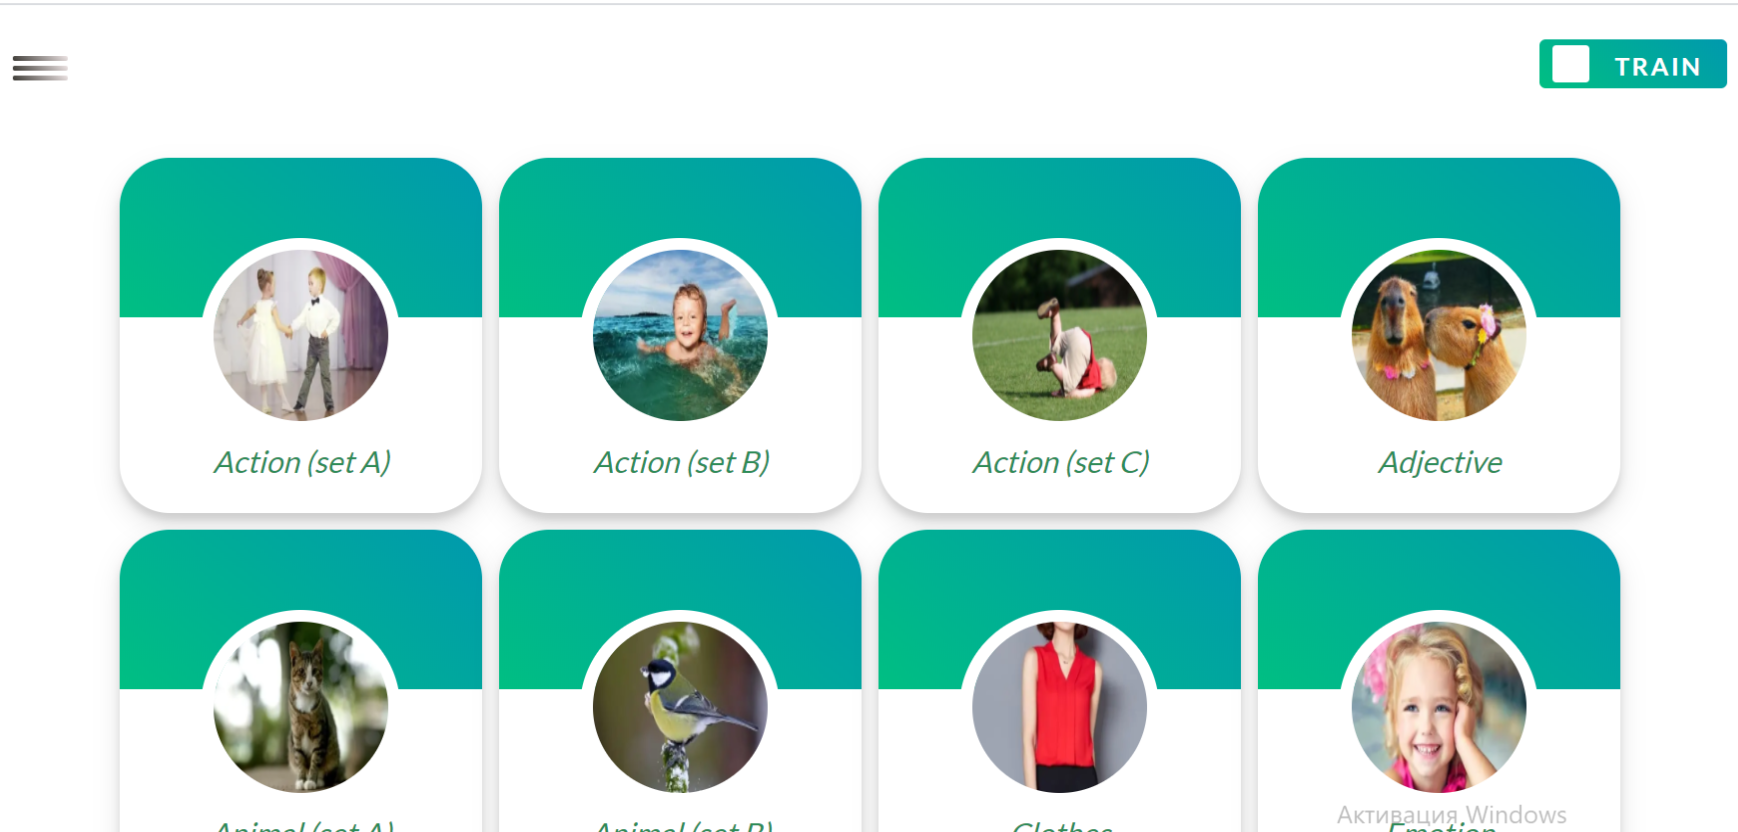 TRAIN
Action (set A)
Action (set B)
Action (set C)
Adjective
Animal (set A)
Animal (set B)
Clothes
Emotion
Активация Windows